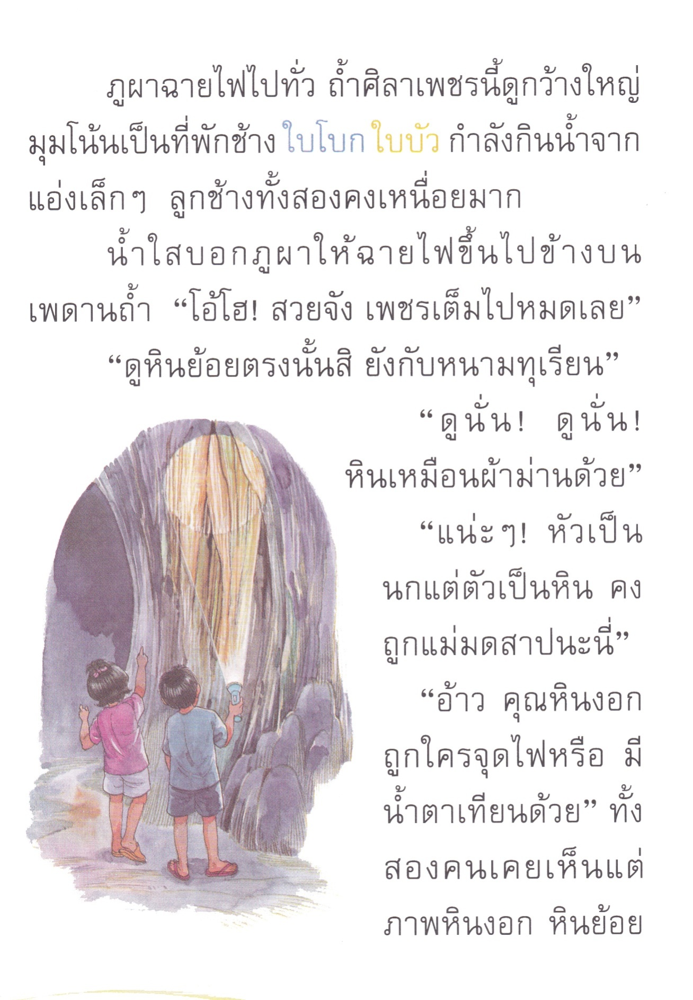 ภูผาฉายไฟไปทั่ว ถ้ำศิลาเพชรนี้ดูกว้างใหญ่
มุมโน้นเป็นที่พักช้าง ใบโบก ใบบัว กำลังกินน้ำจาก
แอ่งเล็กๆ ลูกช้างทั้งสองคงเหนื่อยมาก
น้ำใสบอกภูผาให้ฉายไฟขึ้นไปข้างบน
เพดานถ้ำ “โอ้โฮ! สวยจัง เพชรเต็มไปหมดเลย”
“ดูหินย้อยตรงนั้นสิ ยังกับหนามทุเรียน”
“ดูนั่น! ดูนั่น!
หินเหมือนผ้าม่านด้วย”
“แน่ะๆ! หัวเป็น
นกแต่ตัวเป็นหิน คง
ถูกแม่มดสาปนะนี่”
“อ้าว คุณหินงอก
ถูกใครจุดไฟหรือ มี
น้ำตาเทียนด้วย” ทั้ง
สองคนเคยเห็นแต่
ภาพหินงอก หินย้อย